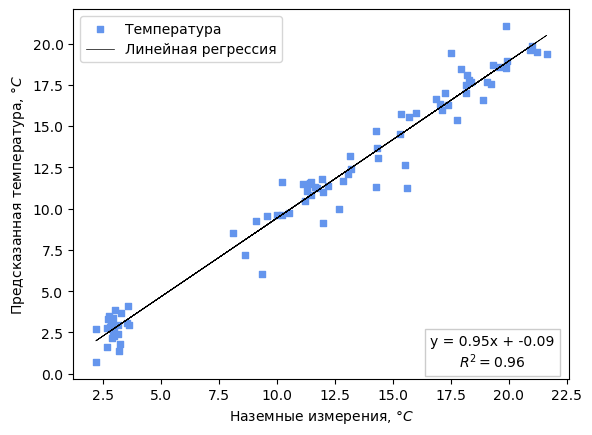 Температура
Линейная регрессия
20.0
17.5
15.0
12.5
10.0
7.5
5.0
2.5
0.0
Предсказанная температура, °C
y = 0.95x + -0.09
R² = 0.96
2.5 5.0 7.5 10.0 12.5 15.0 17.5 20.0 22.5
Наземные измерения, °C